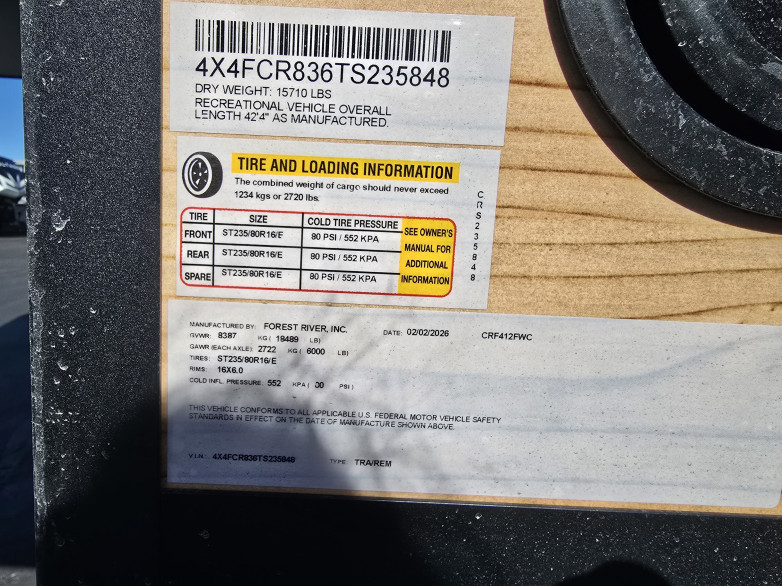 4X4FCR836TS235848
DRY WEIGHT: 15710 LBS
RECREATIONAL VEHICLE OVERALL
LENGTH 42'4" AS MANUFACTURED.
TIRE AND LOADING INFORMATION
The combined weight of cargo should never exceed
1234 kgs or 2720 lbs.
TIRE SIZE COLD TIRE PRESSURE SEE OWNER'S MANUAL FOR ADDITIONAL INFORMATION
FRONT ST235/80R16/E 80 PSI / 552 KPA
REAR ST235/80R16/E 80 PSI / 552 KPA
SPARE ST235/80R16/E 80 PSI / 552 KPA
CRS235848
MANUFACTURED BY: FOREST RIVER, INC. DATE: 02/02/2026 CRF412FWC
GVWR: 8387 KG ( 18489 LB)
GAWR (EACH AXLE): 2722 KG ( 6000 LB)
TIRES: ST235/80R16/E
RIMS: 16X6.0
COLD INFL. PRESSURE: 552 KPA ( PSI)
THIS VEHICLE CONFORMS TO ALL APPLICABLE U.S. FEDERAL MOTOR VEHICLE SAFETY
STANDARDS IN EFFECT ON THE DATE OF MANUFACTURE SHOWN ABOVE.
V.I.N.: 4X4FCR836TS235848 TYPE: TRA/REM